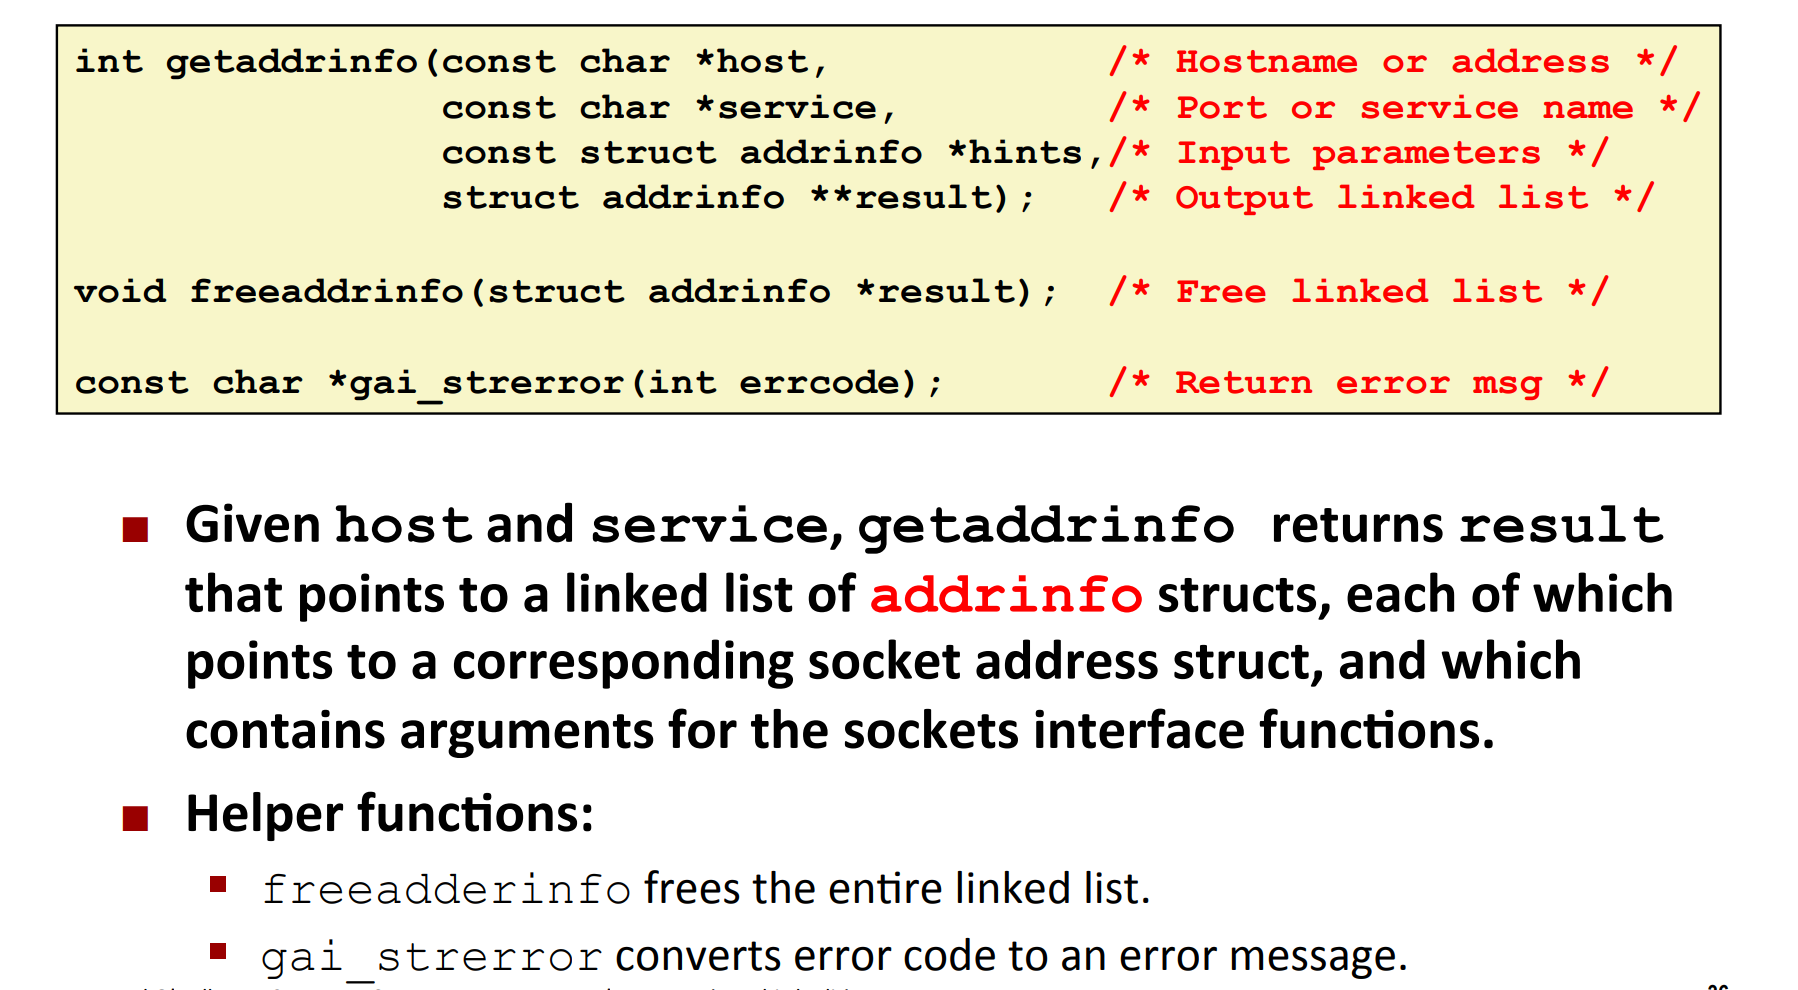 int getaddrinfo(const char *host, /* Hostname or address */
const char *service, /* Port or service name */
const struct addrinfo *hints,/* Input parameters */
struct addrinfo **result); /* Output linked list */
void freeaddrinfo(struct addrinfo *result); /* Free linked list */
const char *gai_strerror(int errcode); /* Return error msg */
■ Given host and service, getaddrinfo returns result
that points to a linked list of addrinfo structs, each of which
points to a corresponding socket address struct, and which
contains arguments for the sockets interface functions.
■ Helper functions:
▪ freeadderinfo frees the entire linked list.
▪ gai_strerror converts error code to an error message.